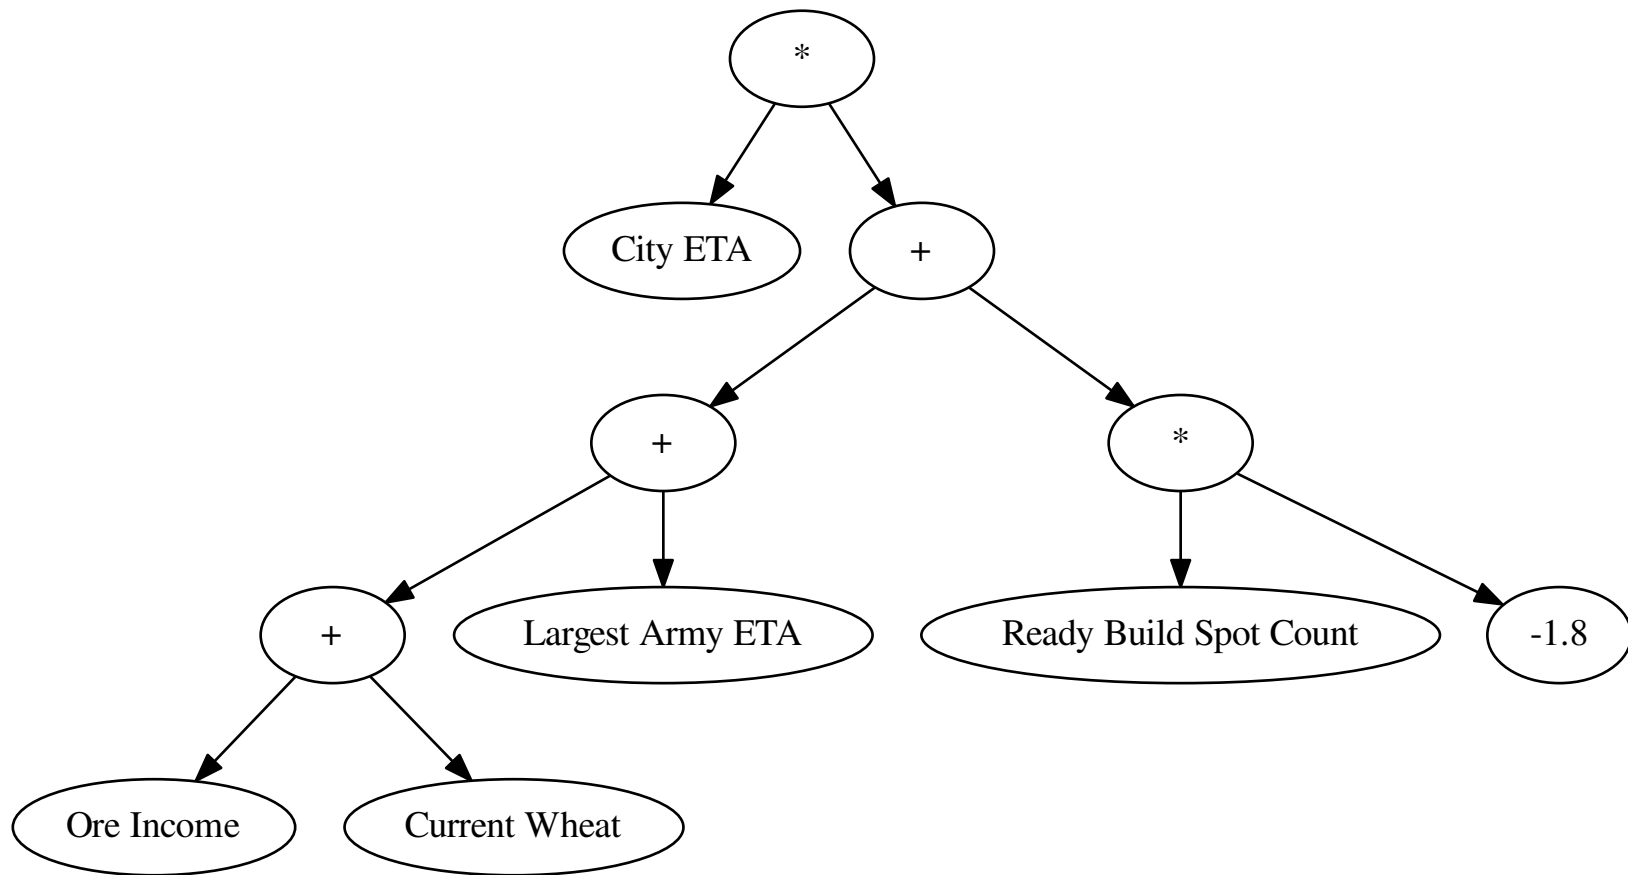 *
City ETA
+
+
*
+
Largest Army ETA
Ready Build Spot Count
-1.8
Ore Income
Current Wheat